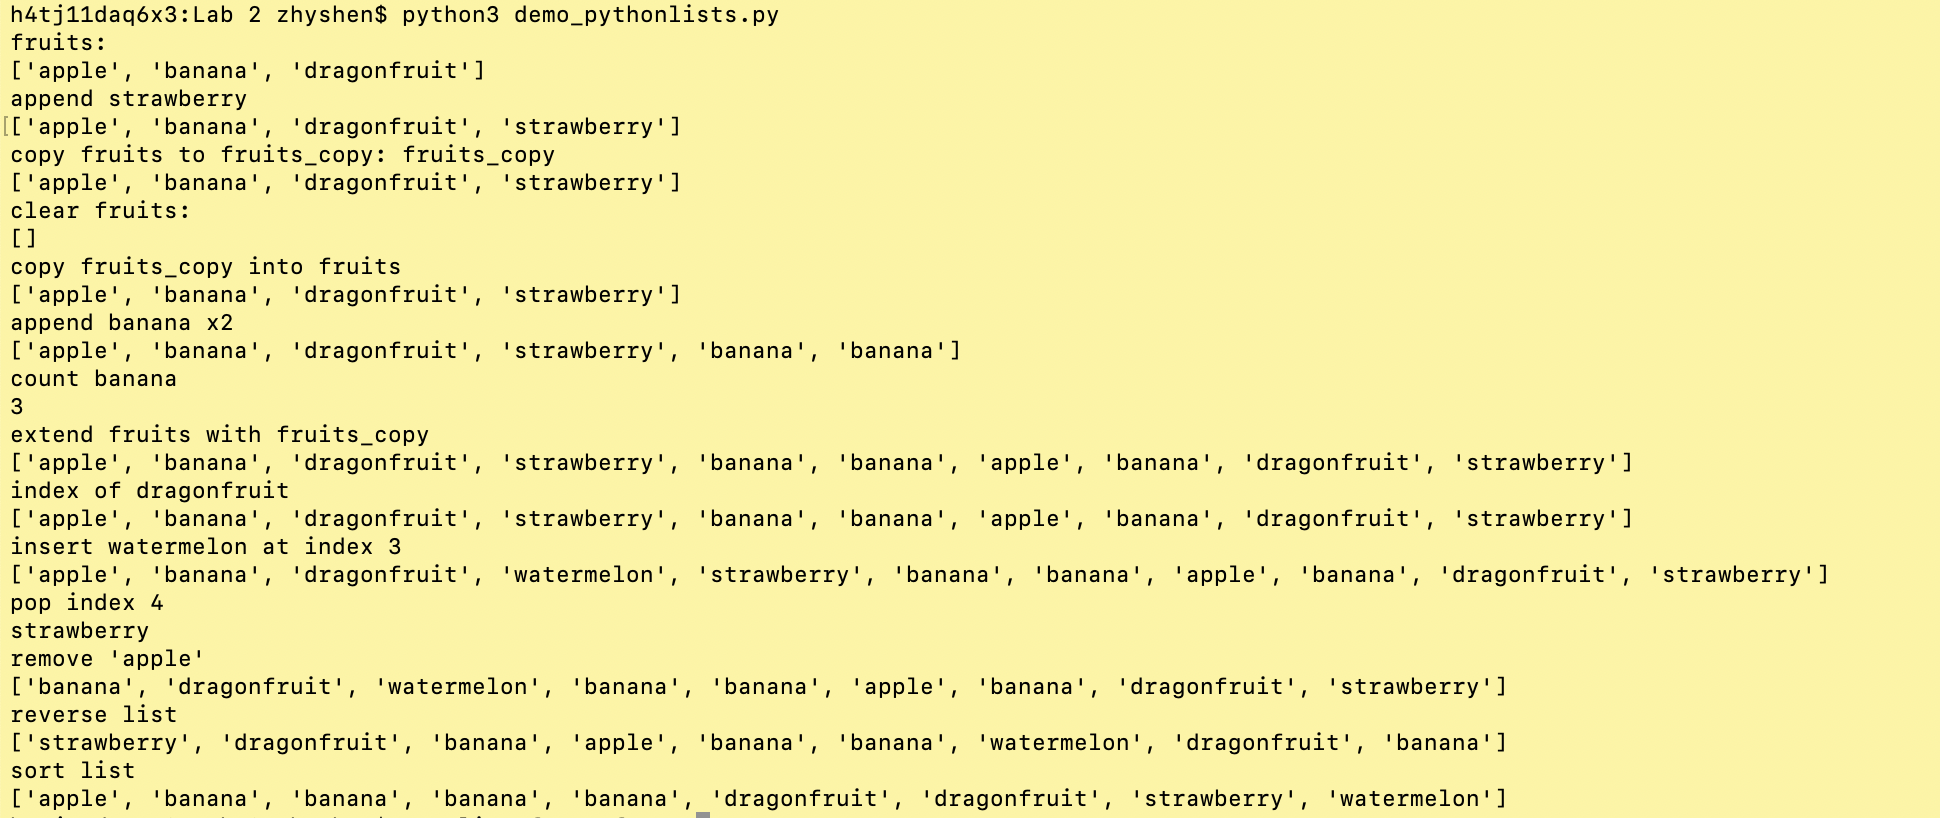 h4tj11daq6x3:Lab 2 zhyshen$ python3 demo_pythonlists.py
fruits:
['apple', 'banana', 'dragonfruit']
append strawberry
[['apple', 'banana', 'dragonfruit', 'strawberry']
copy fruits to fruits_copy: fruits_copy
['apple', 'banana', 'dragonfruit', 'strawberry']
clear fruits:
[]
copy fruits_copy into fruits
['apple', 'banana', 'dragonfruit', 'strawberry']
append banana x2
['apple', 'banana', 'dragonfruit', 'strawberry', 'banana', 'banana']
count banana
3
extend fruits with fruits_copy
['apple', 'banana', 'dragonfruit', 'strawberry', 'banana', 'banana', 'apple', 'banana', 'dragonfruit', 'strawberry']
index of dragonfruit
['apple', 'banana', 'dragonfruit', 'strawberry', 'banana', 'banana', 'apple', 'banana', 'dragonfruit', 'strawberry']
insert watermelon at index 3
['apple', 'banana', 'dragonfruit', 'watermelon', 'strawberry', 'banana', 'banana', 'apple', 'banana', 'dragonfruit', 'strawberry']
pop index 4
strawberry
remove 'apple'
['banana', 'dragonfruit', 'watermelon', 'banana', 'banana', 'apple', 'banana', 'dragonfruit', 'strawberry']
reverse list
['strawberry', 'dragonfruit', 'banana', 'apple', 'banana', 'banana', 'watermelon', 'dragonfruit', 'banana']
sort list
['apple', 'banana', 'banana', 'banana', 'banana', 'dragonfruit', 'dragonfruit', 'strawberry', 'watermelon']